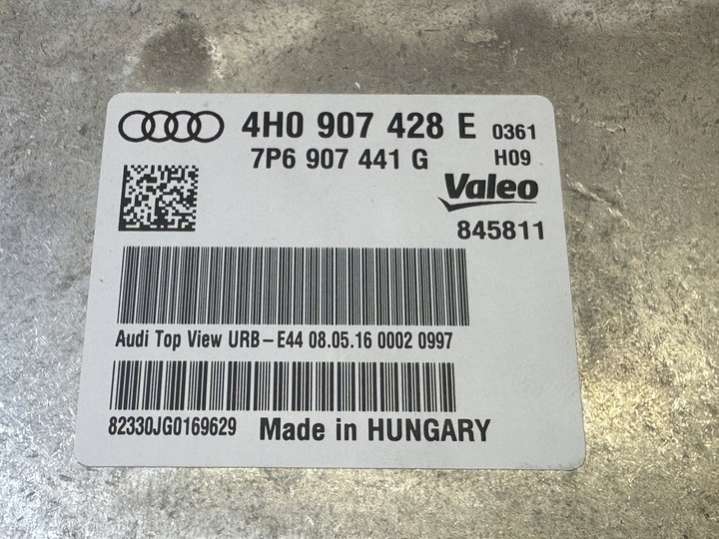 4H0 907 428 E 0361
7P6 907 441 G H09
Valeo
845811
Audi Top View URB-E44 08.05.16 0002 0997
82330JG0169629 Made in HUNGARY